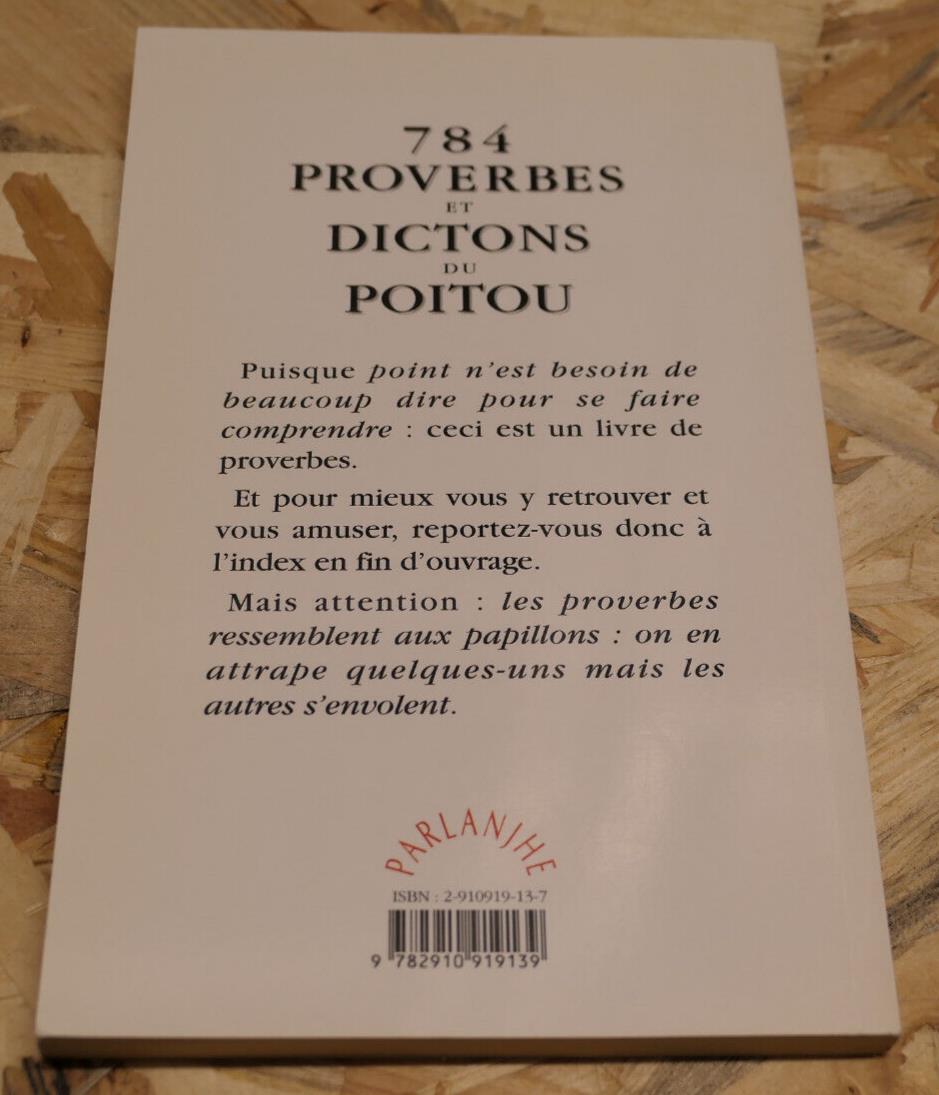 784
PROVERBES
ET
DICTONS
DU
POITOU
Puisque point n'est besoin de
beaucoup dire pour se faire
comprendre : ceci est un livre de
proverbes.
Et pour mieux vous y retrouver et
vous amuser, reportez-vous donc à
l'index en fin d'ouvrage.
Mais attention : les proverbes
ressemblent aux papillons : on en
attrape quelques-uns mais les
autres s'envolent.
PARLANJHE
ISBN : 2-910919-13-7
9 782910 919139